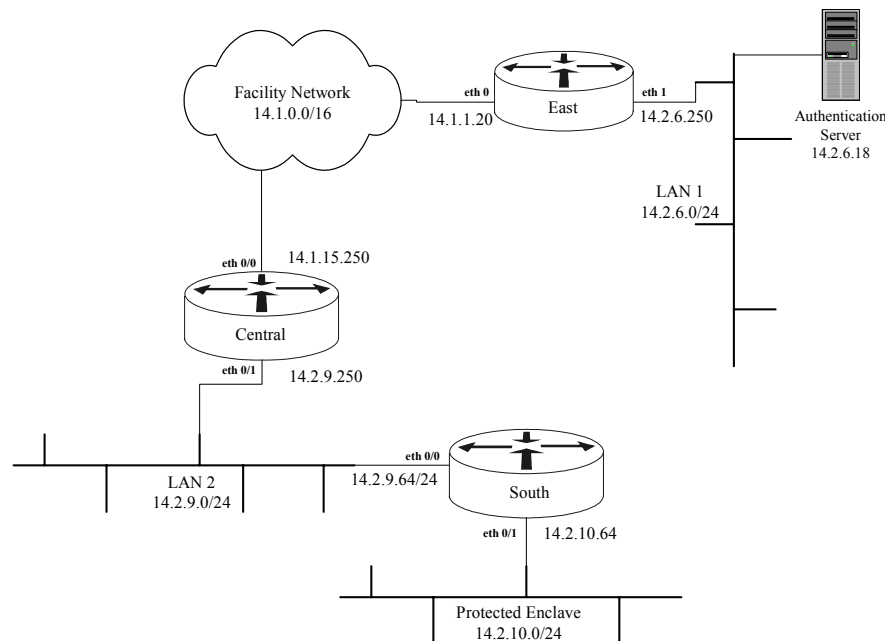 Facility Network
14.1.0.0/16
eth 0
14.1.1.20
East
eth 1
14.2.6.250
Authentication
Server
14.2.6.18
LAN 1
14.2.6.0/24
14.1.15.250
eth 0/0
Central
eth 0/1
14.2.9.250
LAN 2
14.2.9.0/24
eth 0/0
14.2.9.64/24
South
eth 0/1
14.2.10.64
Protected Enclave
14.2.10.0/24